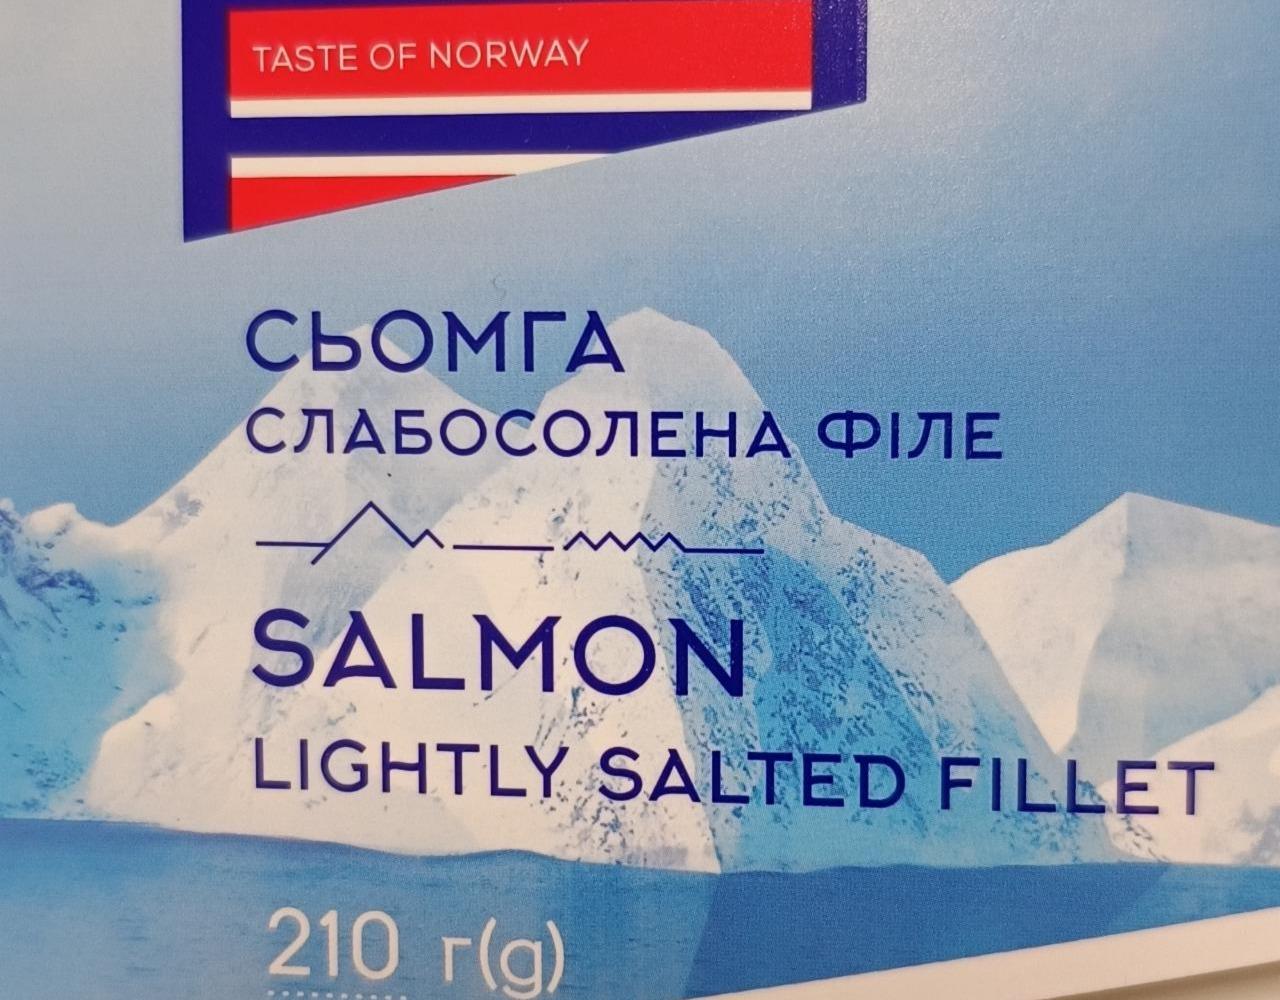 TASTE OF NORWAY
СЬОМГА
СЛАБОСОЛЕНА ФІЛЕ
SALMON
LIGHTLY SALTED FILLET
210 г(g)